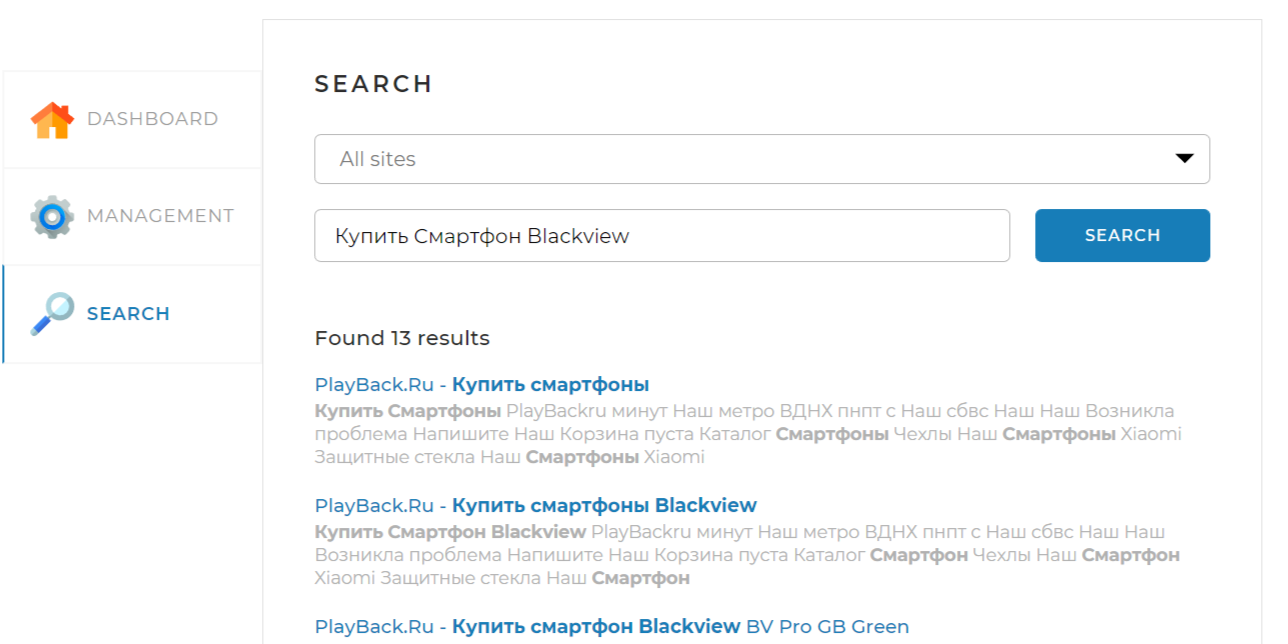 SEARCH
DASHBOARD
All sites
MANAGEMENT
Купить Смартфон Blackview
SEARCH
SEARCH
Found 13 results
PlayBack.Ru - Купить смартфоны
Купить Смартфоны PlayBackru минут Наш метро ВДНХ пнпт с Наш сбвс Наш Наш Возникла
проблема Напишите Наш Корзина пуста Каталог Смартфоны Чехлы Наш Смартфоны Xiaomi
Защитные стекла Наш Смартфоны Xiaomi
PlayBack.Ru - Купить смартфоны Blackview
Купить Смартфон Blackview PlayBackru минут Наш метро ВДНХ пнпт с Наш сбвс Наш Наш
Возникла проблема Напишите Наш Корзина пуста Каталог Смартфон Чехлы Наш Смартфон
Xiaomi Защитные стекла Наш Смартфон
PlayBack.Ru - Купить смартфон Blackview BV Pro GB Green